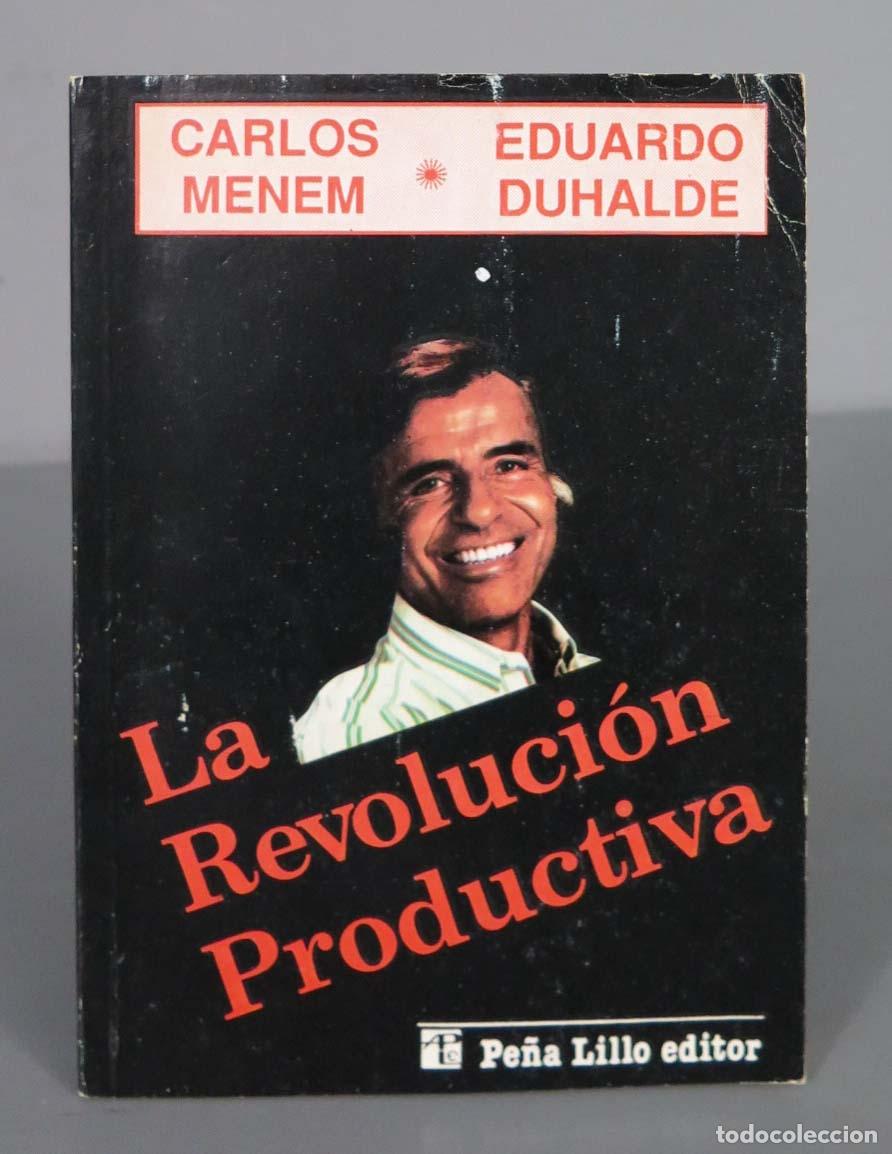 CARLOS
MENEM
EDUARDO
DUHALDE
La
Revolución
Productiva
Peña Lillo editor
todocoleccion